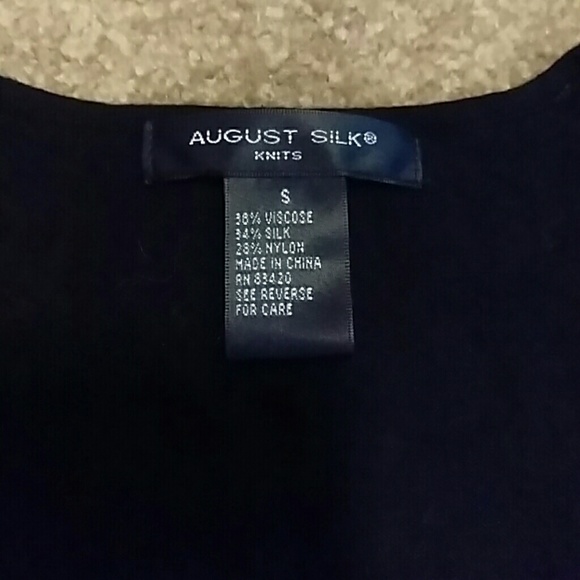 AUGUST SILK®
KNITS
S
38% VISCOSE
34% SILK
28% NYLON
MADE IN CHINA
RN 83420
SEE REVERSE
FOR CARE